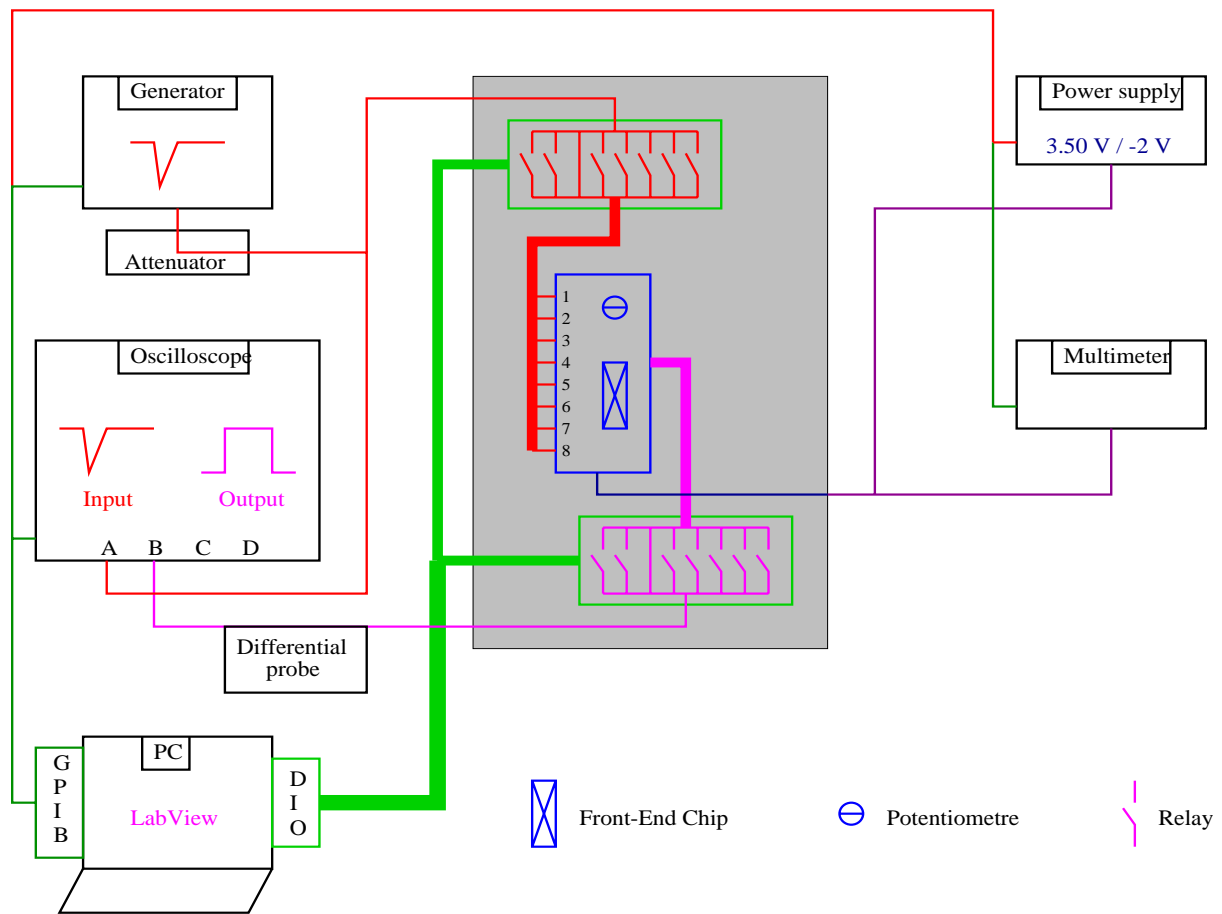 Generator
Power supply
3.50 V / -2 V
Attenuator
Oscilloscope
Multimeter
1
2
3
4
5
6
7
8
Input
Output
A B C D
Differential
probe
PC
G
P
I
B
LabView
D
I
O
Front-End Chip
Potentiometre
Relay